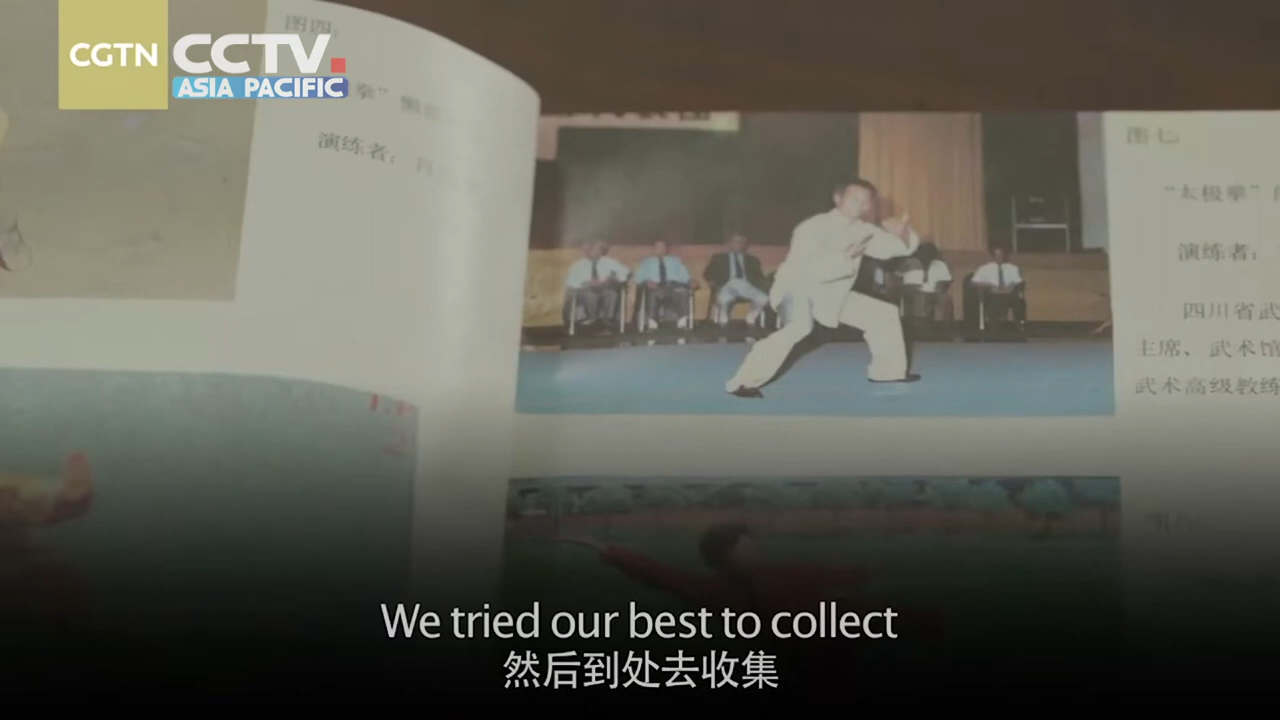 CGTN
CCTV.
ASIA PACIFIC
图四:
拳”
演练者:
图七
“太极拳”
演练者:
四川省武
主席、武术馆
武术高级教练
We tried our best to collect
然后到处去收集